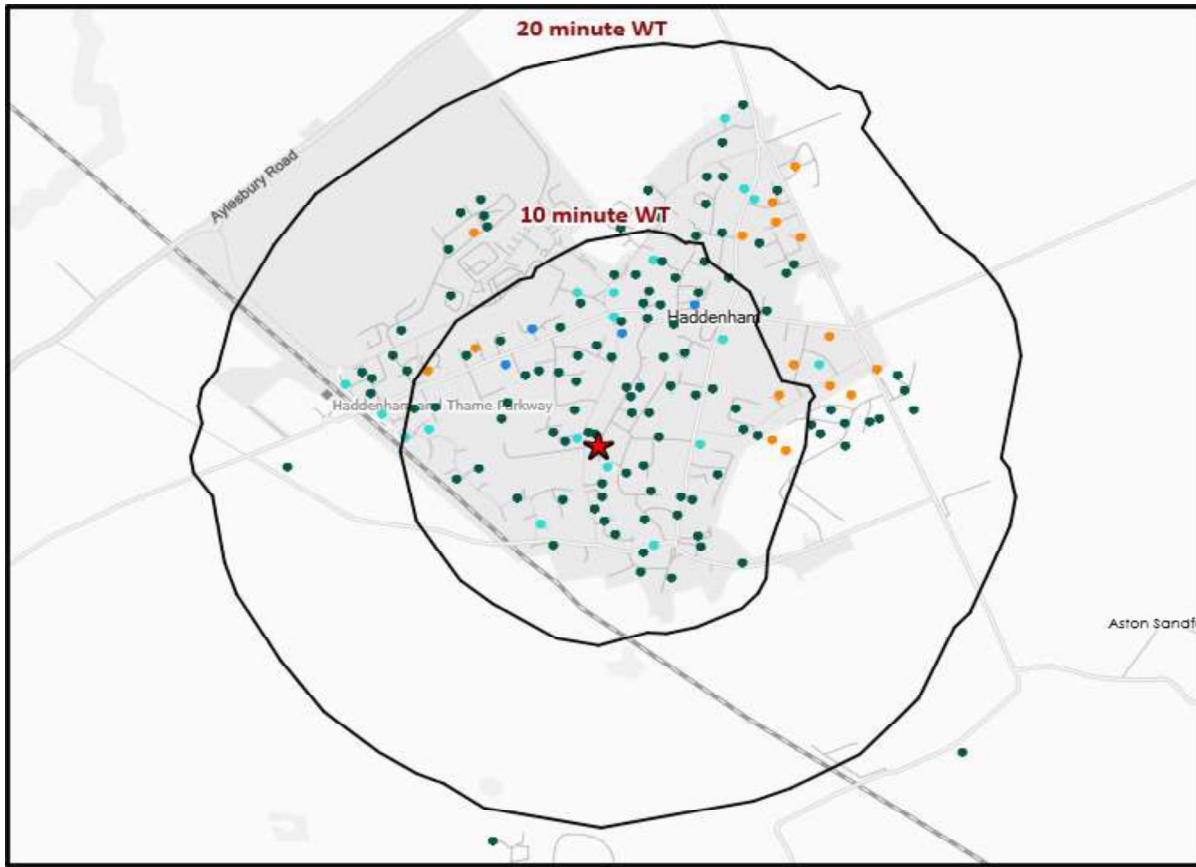 20 minute WT
Aylesbury Road
10 minute WT
Haddenham
Haddenham and Thame Parkway
Aston Sandf